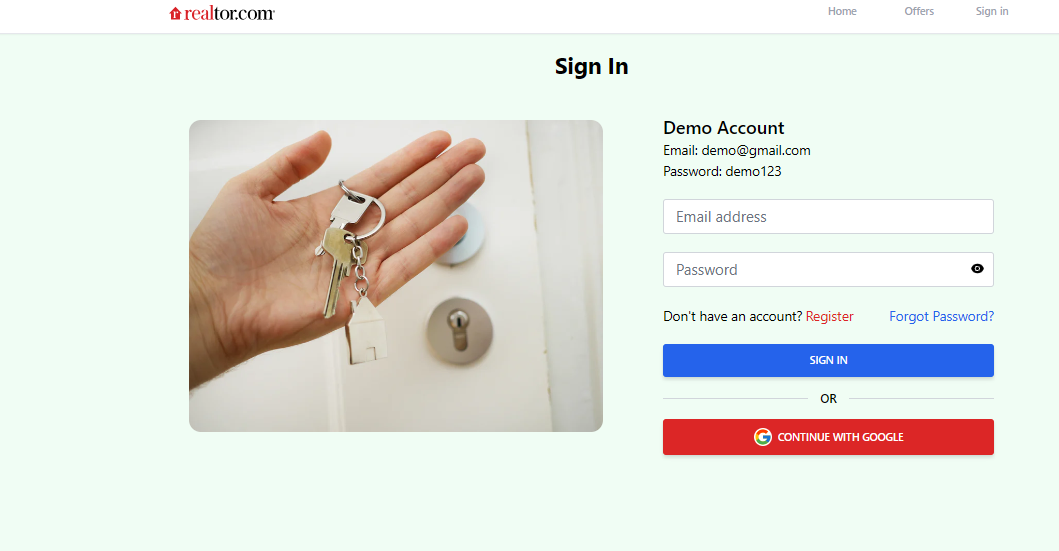 realtor.com
Home Offers Sign in
Sign In
Demo Account
Email: demo@gmail.com
Password: demo123
Email address
Password
Don't have an account? Register Forgot Password?
SIGN IN
OR
CONTINUE WITH GOOGLE